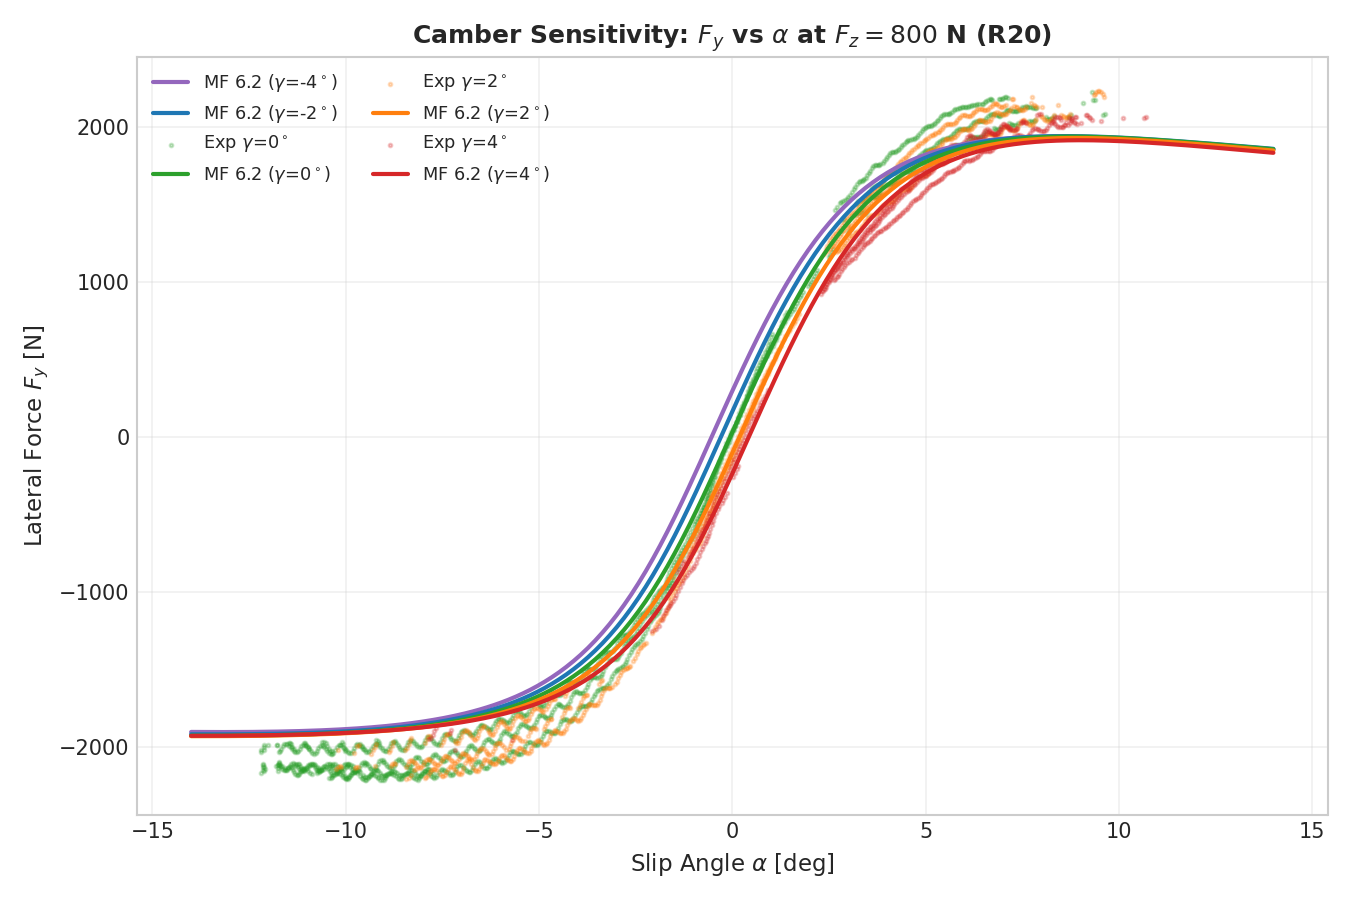 Camber Sensitivity: $F_y$ vs α at $F_z = 800$ N (R20)
MF 6.2 (γ=-4°)
MF 6.2 (γ=-2°)
Exp γ=0°
MF 6.2 (γ=0°)
Exp γ=2°
MF 6.2 (γ=2°)
Exp γ=4°
MF 6.2 (γ=4°)
Lateral Force $F_y$ [N]
2000
1000
0
−1000
−2000
−15 −10 −5 0 5 10 15
Slip Angle α [deg]